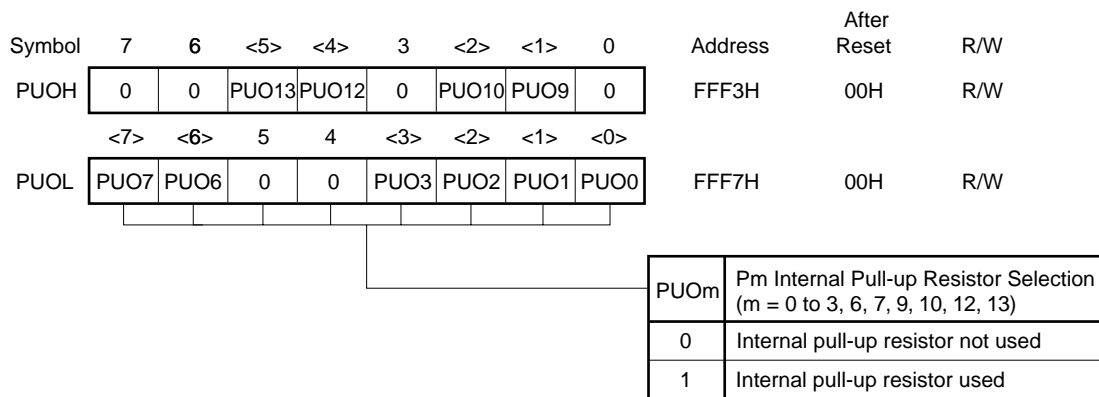 After
Symbol 7 6 <5> <4> 3 <2> <1> 0 Address Reset R/W
PUOH 0 0 PUO13 PUO12 0 PUO10 PUO9 0 FFF3H 00H R/W
<7> <6> 5 4 <3> <2> <1> <0>
PUOL PUO7 PUO6 0 0 PUO3 PUO2 PUO1 PUO0 FFF7H 00H R/W
PUOm Pm Internal Pull-up Resistor Selection
(m = 0 to 3, 6, 7, 9, 10, 12, 13)
0 Internal pull-up resistor not used
1 Internal pull-up resistor used